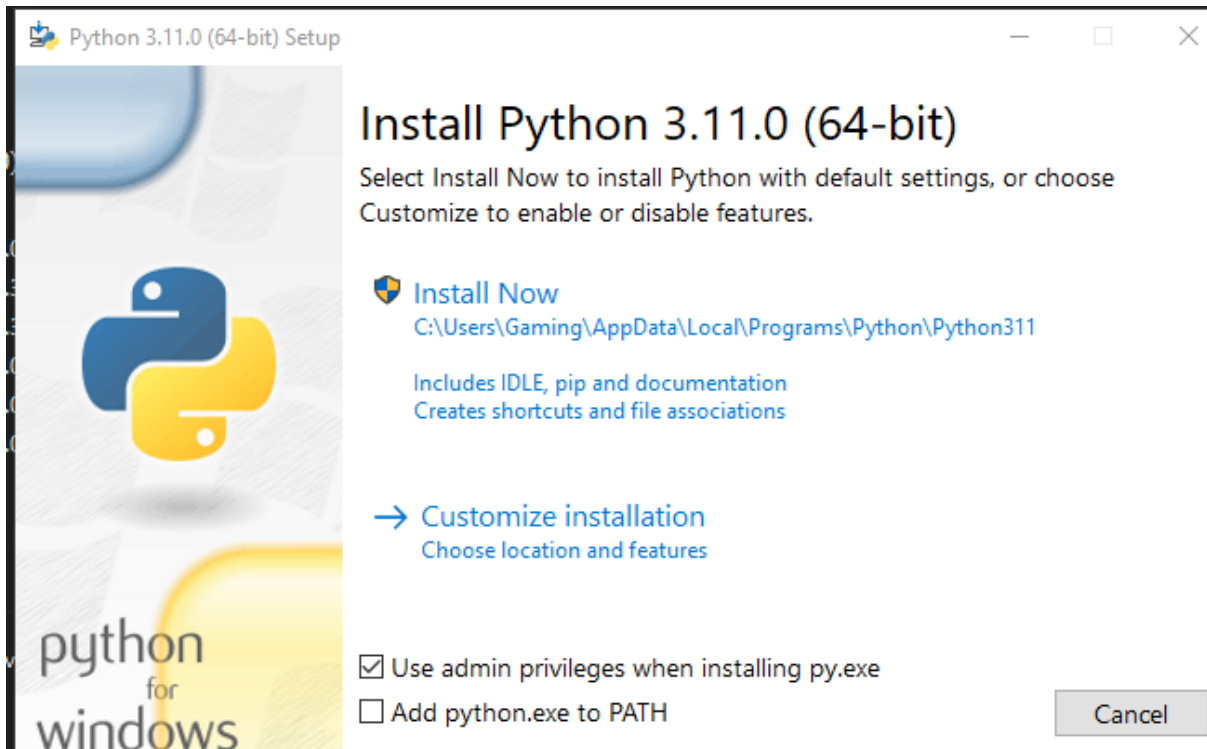 Python 3.11.0 (64-bit) Setup
Install Python 3.11.0 (64-bit)
Select Install Now to install Python with default settings, or choose
Customize to enable or disable features.
Install Now
C:\Users\Gaming\AppData\Local\Programs\Python\Python311
Includes IDLE, pip and documentation
Creates shortcuts and file associations
Customize installation
Choose location and features
python
for
windows
Use admin privileges when installing py.exe
Add python.exe to PATH
Cancel